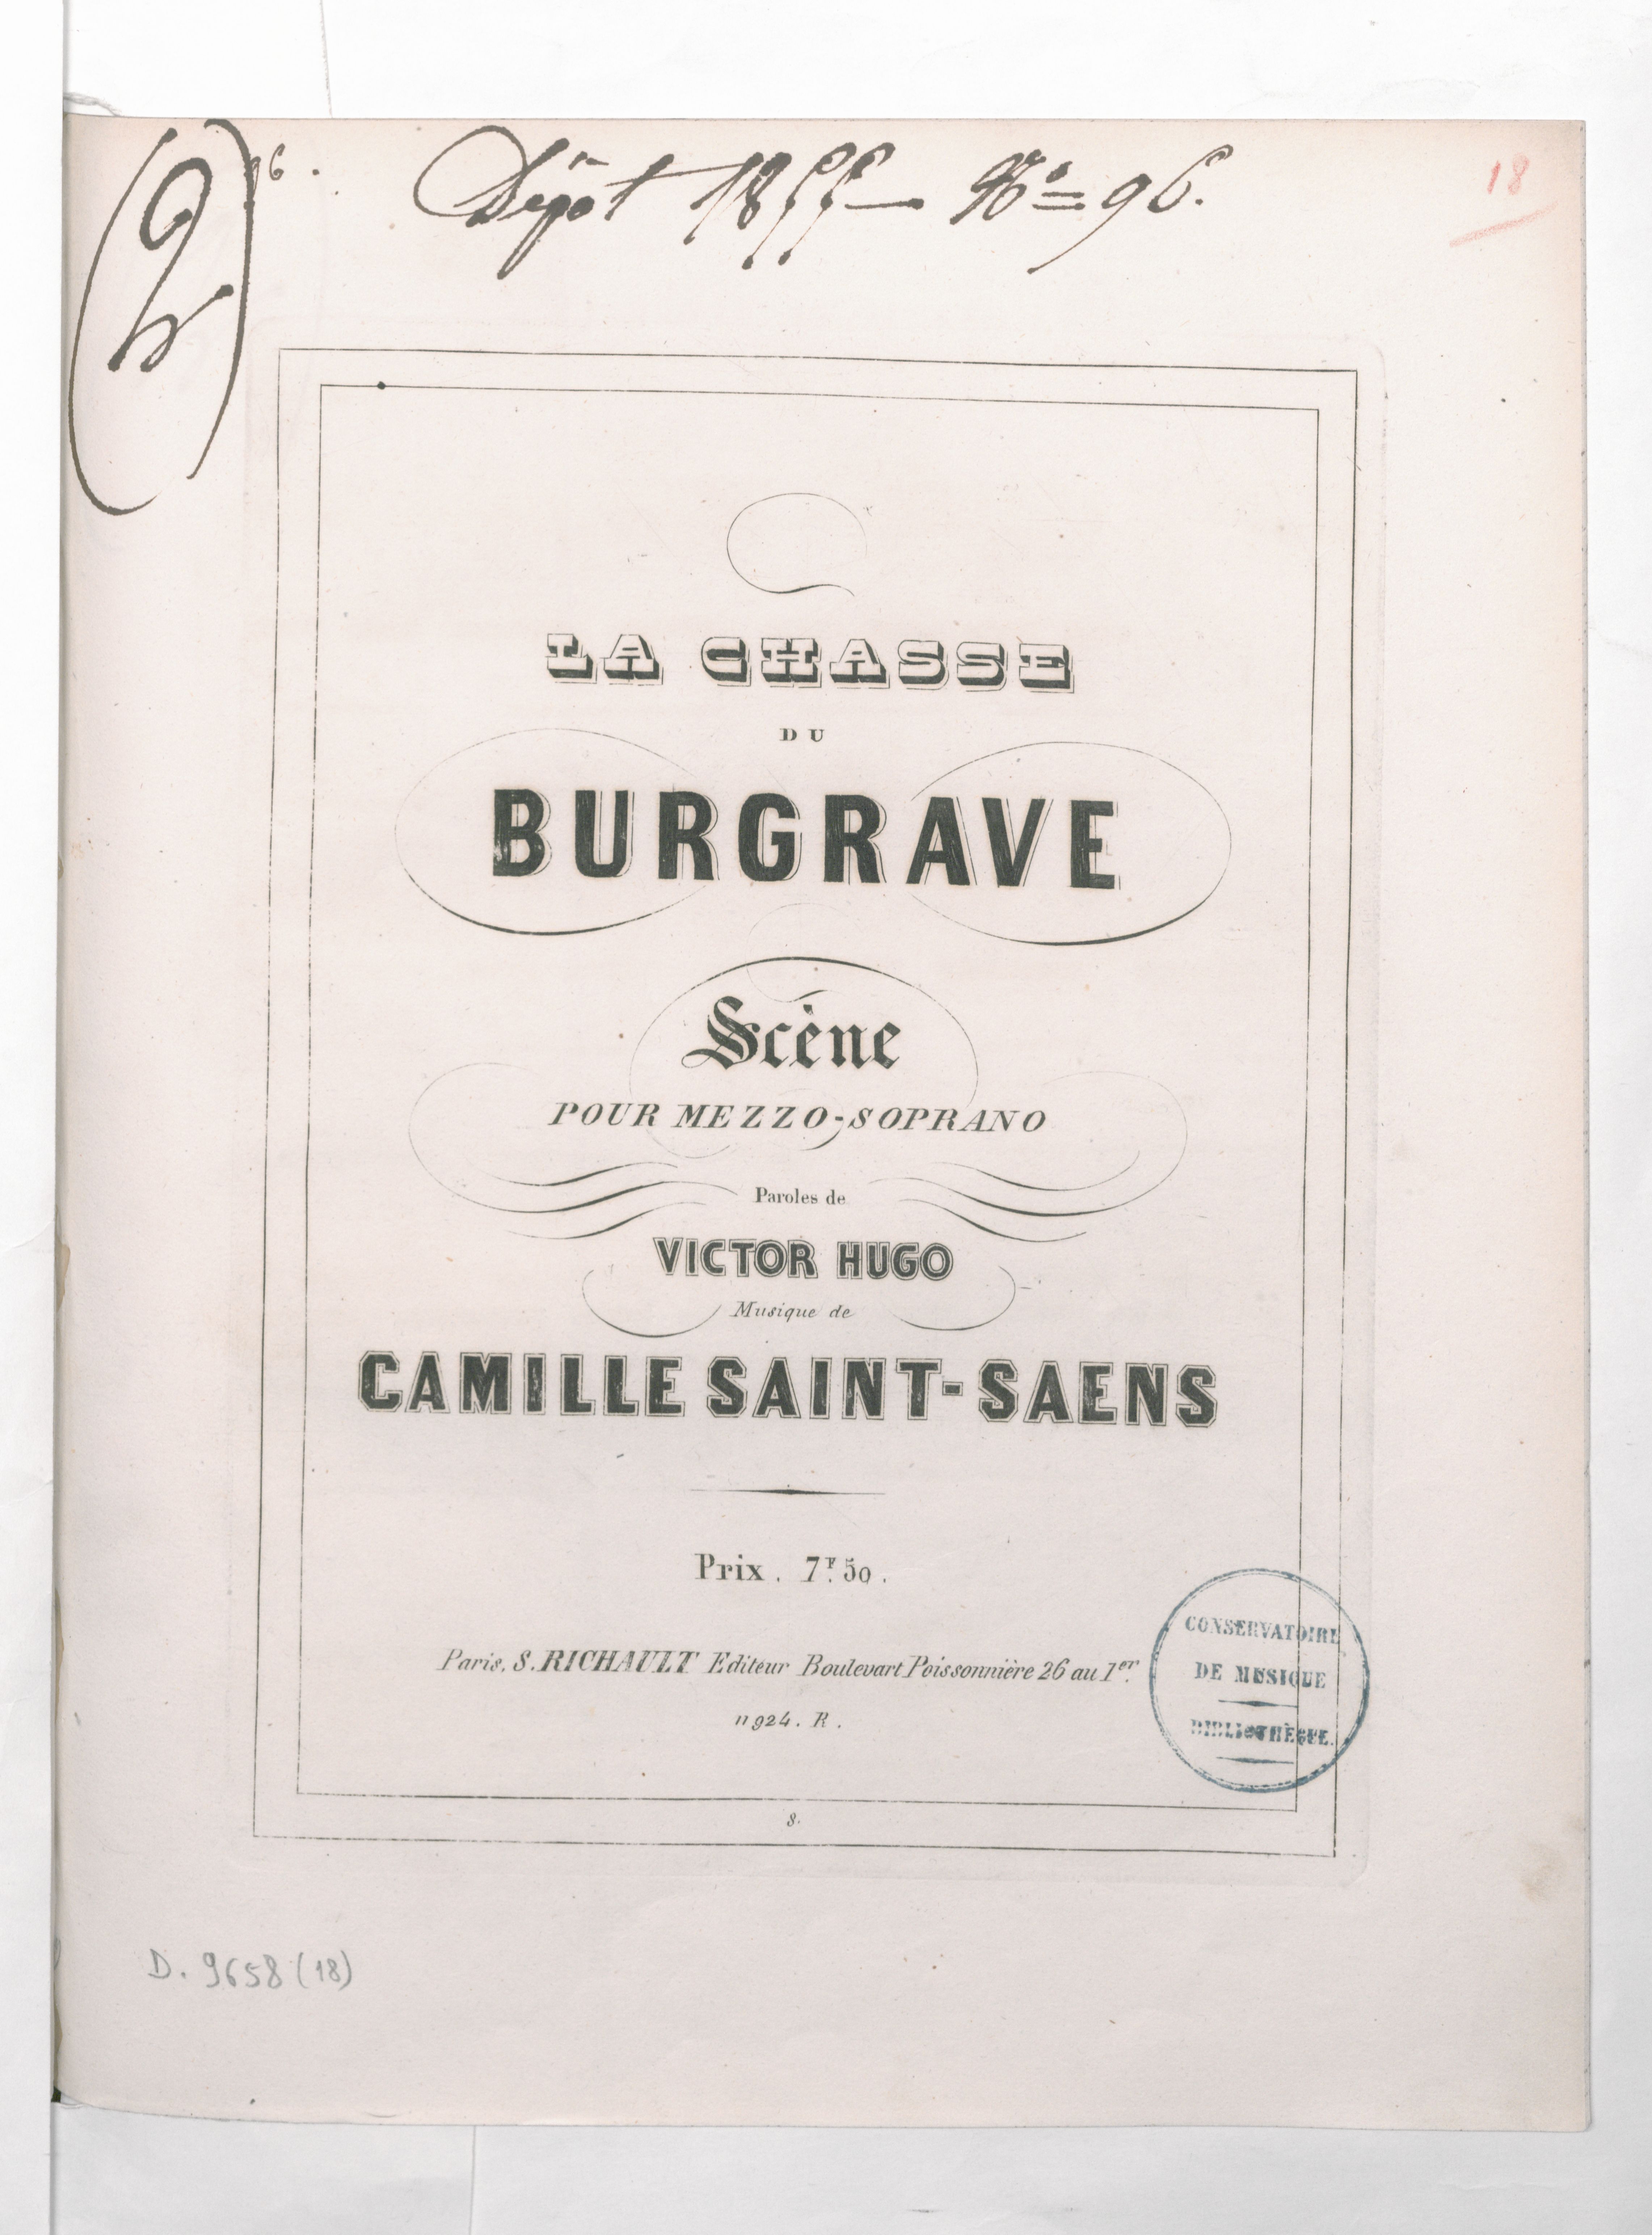 Dépôt 1855 — No = 96.
18
LA CHASSE
DU
BURGRAVE
Scène
POUR MEZZO-SOPRANO
Paroles de
VICTOR HUGO
Musique de
CAMILLE SAINT-SAENS
Prix. 7F. 50.
Paris, S. RICHAULT Editeur Boulevart Poissonnière 26 au 1er.
11924. R.
CONSERVATOIRE
DE MUSIQUE
BIBLIOTHÈQUE.
8.
D. 9658 (18)